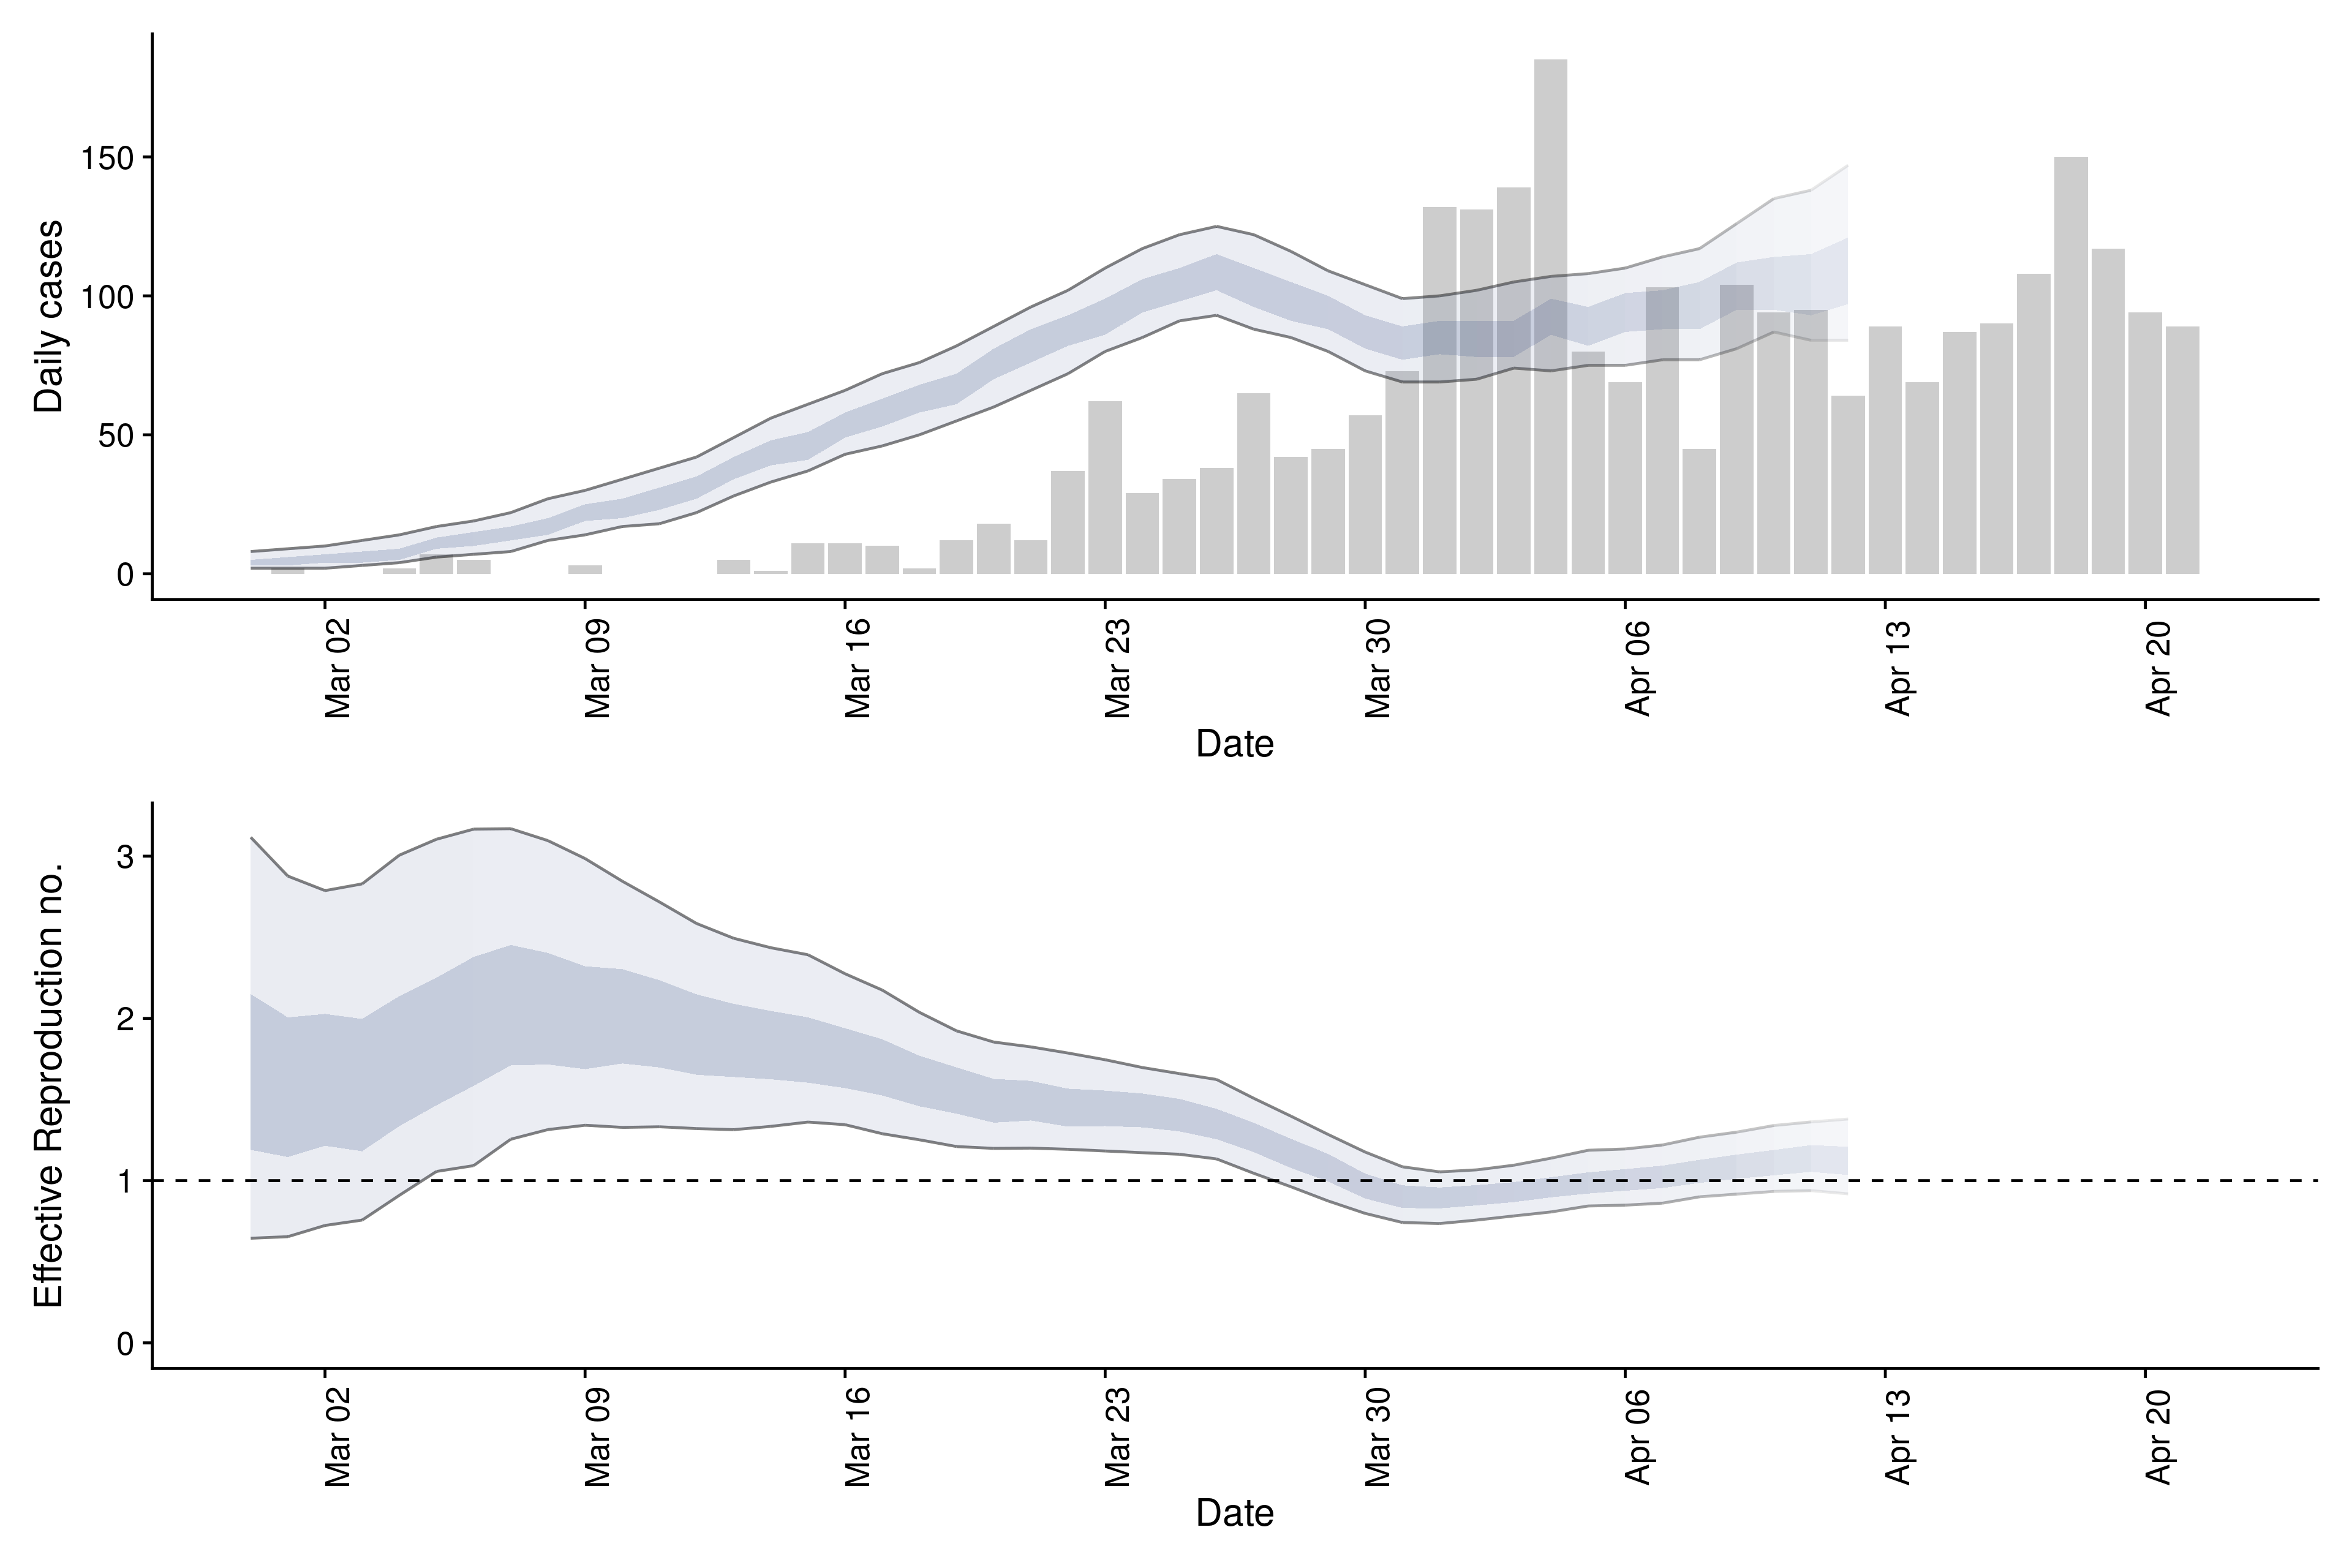 Daily cases
150
100
50
0
Mar 02
Mar 09
Mar 16
Mar 23
Mar 30
Apr 06
Apr 13
Apr 20
Date
Effective Reproduction no.
3
2
1
0
Mar 02
Mar 09
Mar 16
Mar 23
Mar 30
Apr 06
Apr 13
Apr 20
Date